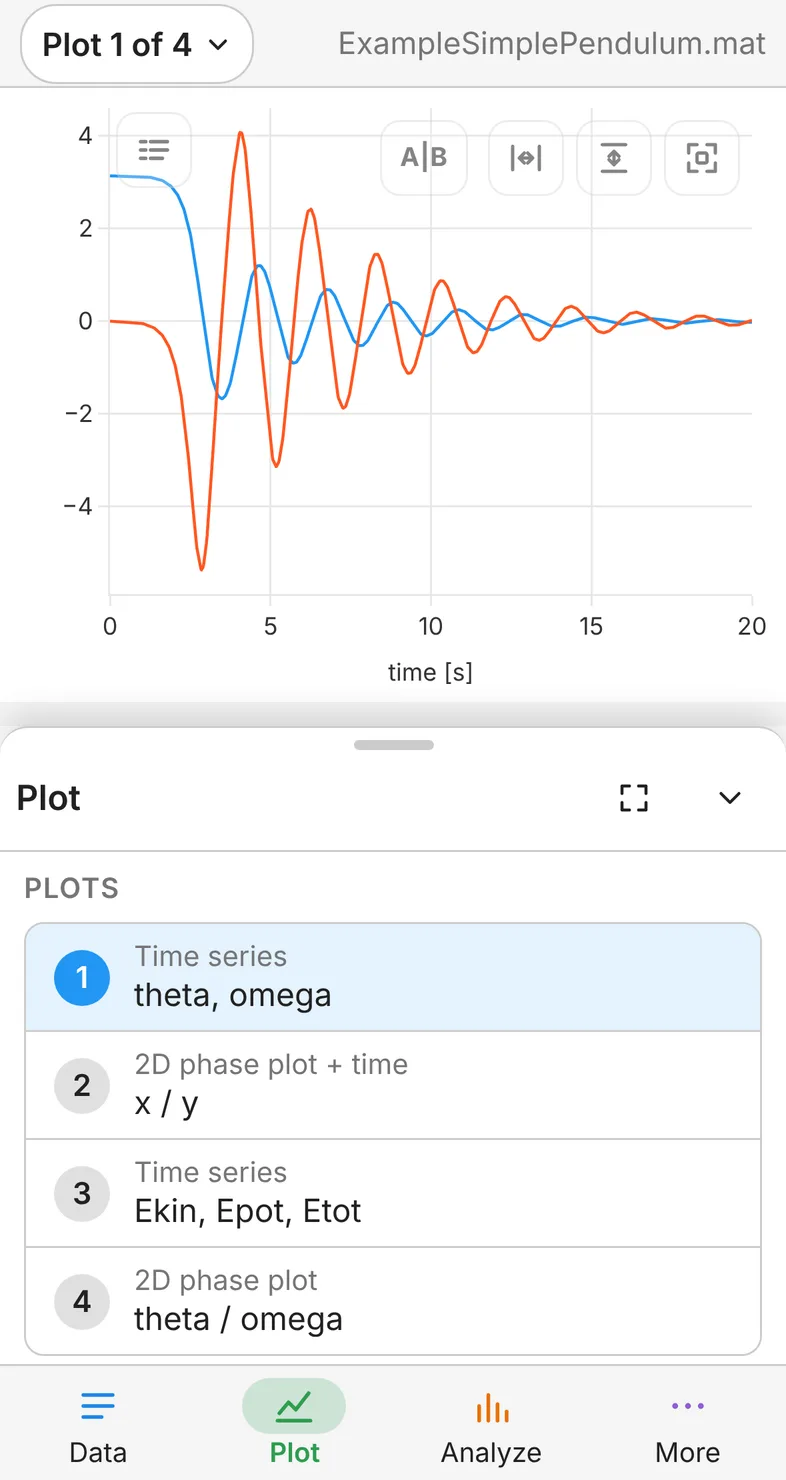 Plot 1 of 4
ExampleSimplePendulum.mat
A|B
4
2
0
−2
−4
0 5 10 15 20
time [s]
Plot
PLOTS
1
Time series
theta, omega
2
2D phase plot + time
x / y
3
Time series
Ekin, Epot, Etot
4
2D phase plot
theta / omega
Data Plot Analyze More